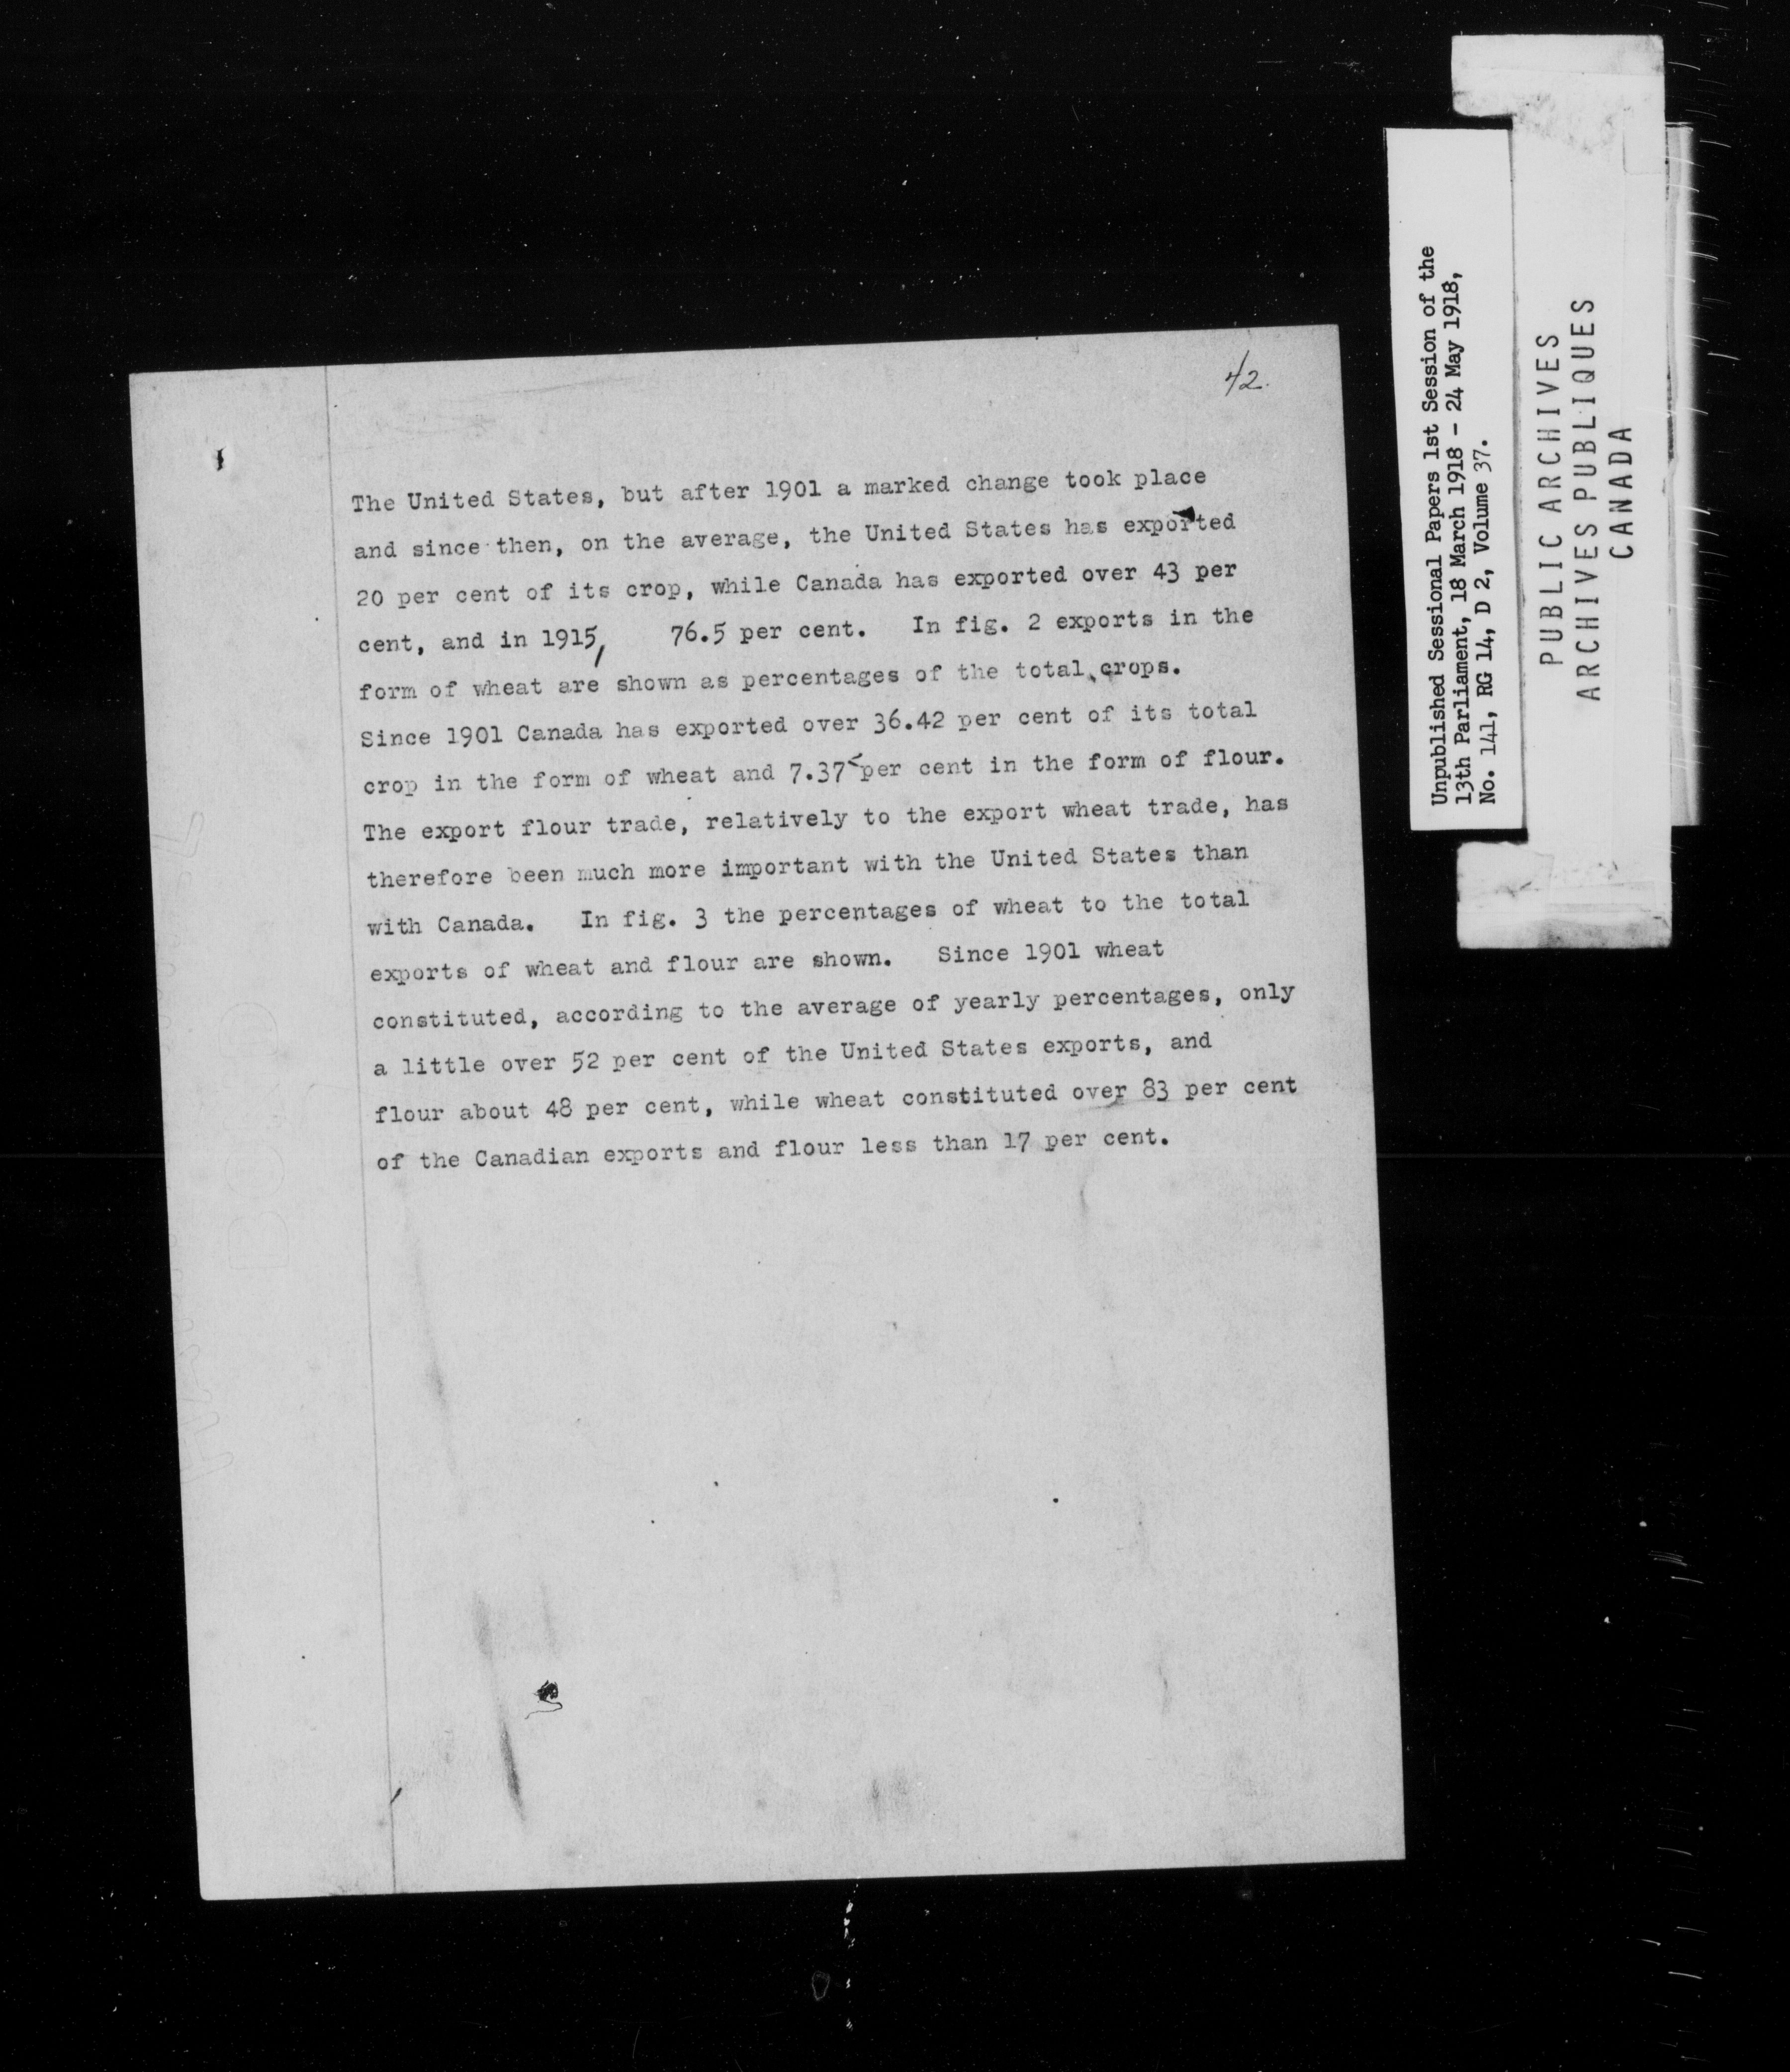 42.
The United States, but after 1901 a marked change took place
and since then, on the average, the United States has exported
20 per cent of its crop, while Canada has exported over 43 per
cent, and in 1915, 76.5 per cent. In fig. 2 exports in the
form of wheat are shown as percentages of the total crops.
Since 1901 Canada has exported over 36.42 per cent of its total
crop in the form of wheat and 7.37 per cent in the form of flour.
The export flour trade, relatively to the export wheat trade, has
therefore been much more important with the United States than
with Canada. In fig. 3 the percentages of wheat to the total
exports of wheat and flour are shown. Since 1901 wheat
constituted, according to the average of yearly percentages, only
a little over 52 per cent of the United States exports, and
flour about 48 per cent, while wheat constituted over 83 per cent
of the Canadian exports and flour less than 17 per cent.
Unpublished Sessional Papers 1st Session of the
13th Parliament, 18 March 1918 - 24 May 1918,
No. 141, RG 14, D 2, Volume 37.
PUBLIC ARCHIVES
ARCHIVES PUBLIQUES
CANADA